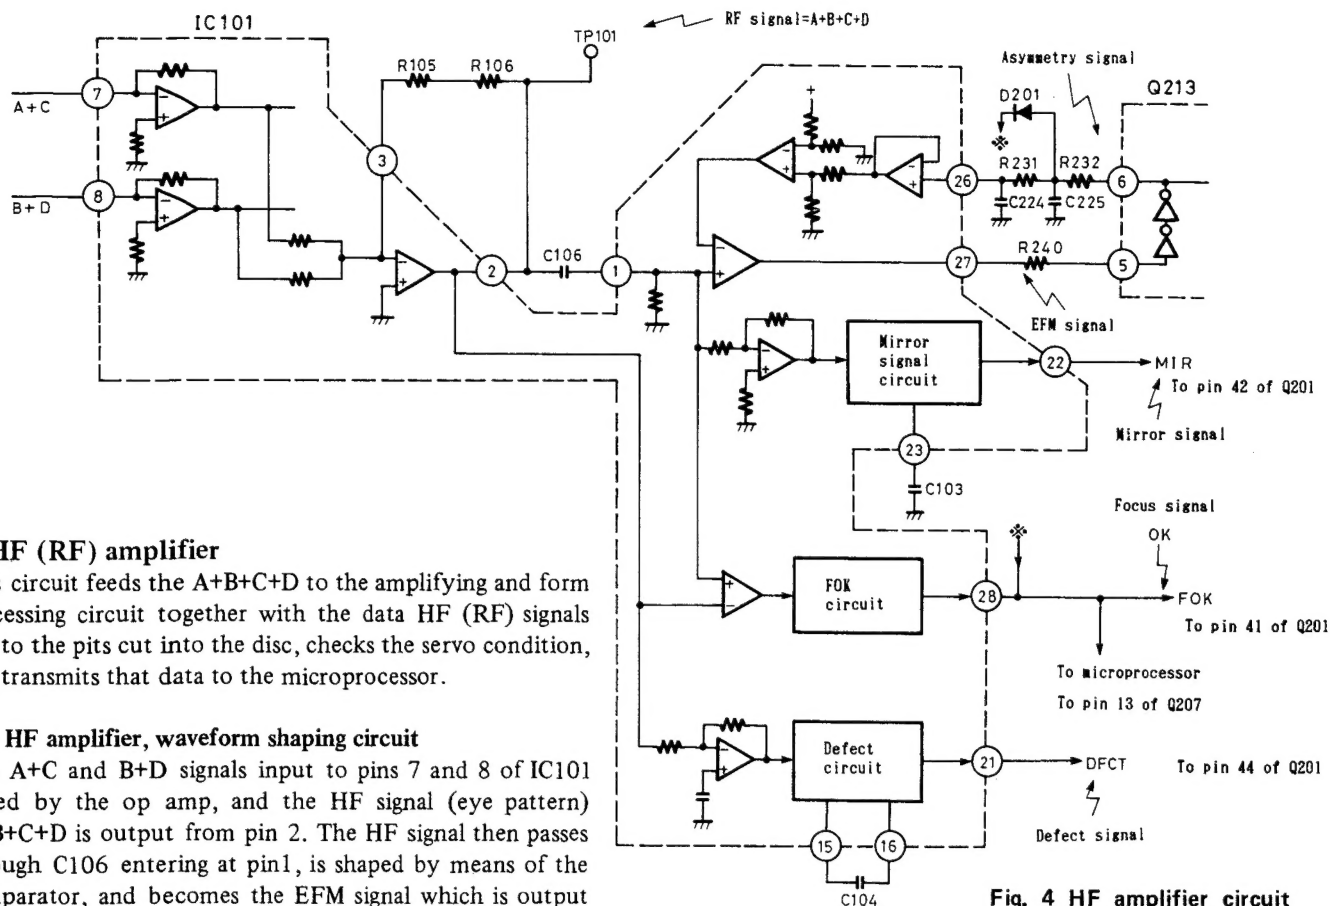 IC101
RF signal=A+B+C+D
TP101
R105
R106
Asymmetry signal
D201
Q213
※
7
A+C
3
R231
R232
26
6
C224
C225
8
B+D
C106
2
1
27
R240
5
EFM signal
Mirror
signal
circuit
22
MIR
To pin 42 of Q201
Mirror signal
23
C103
Focus signal
OK
※
FOK
circuit
28
FOK
To pin 41 of Q201
To microprocessor
To pin 13 of Q207
Defect
circuit
21
DFCT
To pin 44 of Q201
Defect signal
15
16
C104
HF (RF) amplifier
circuit feeds the A+B+C+D to the amplifying and form
cessing circuit together with the data HF (RF) signals
to the pits cut into the disc, checks the servo condition,
transmits that data to the microprocessor.
HF amplifier, waveform shaping circuit
A+C and B+D signals input to pins 7 and 8 of IC101
ed by the op amp, and the HF signal (eye pattern)
B+C+D is output from pin 2. The HF signal then passes
ough C106 entering at pin1, is shaped by means of the
parator, and becomes the EFM signal which is output
Fig. 4 HF amplifier circuit